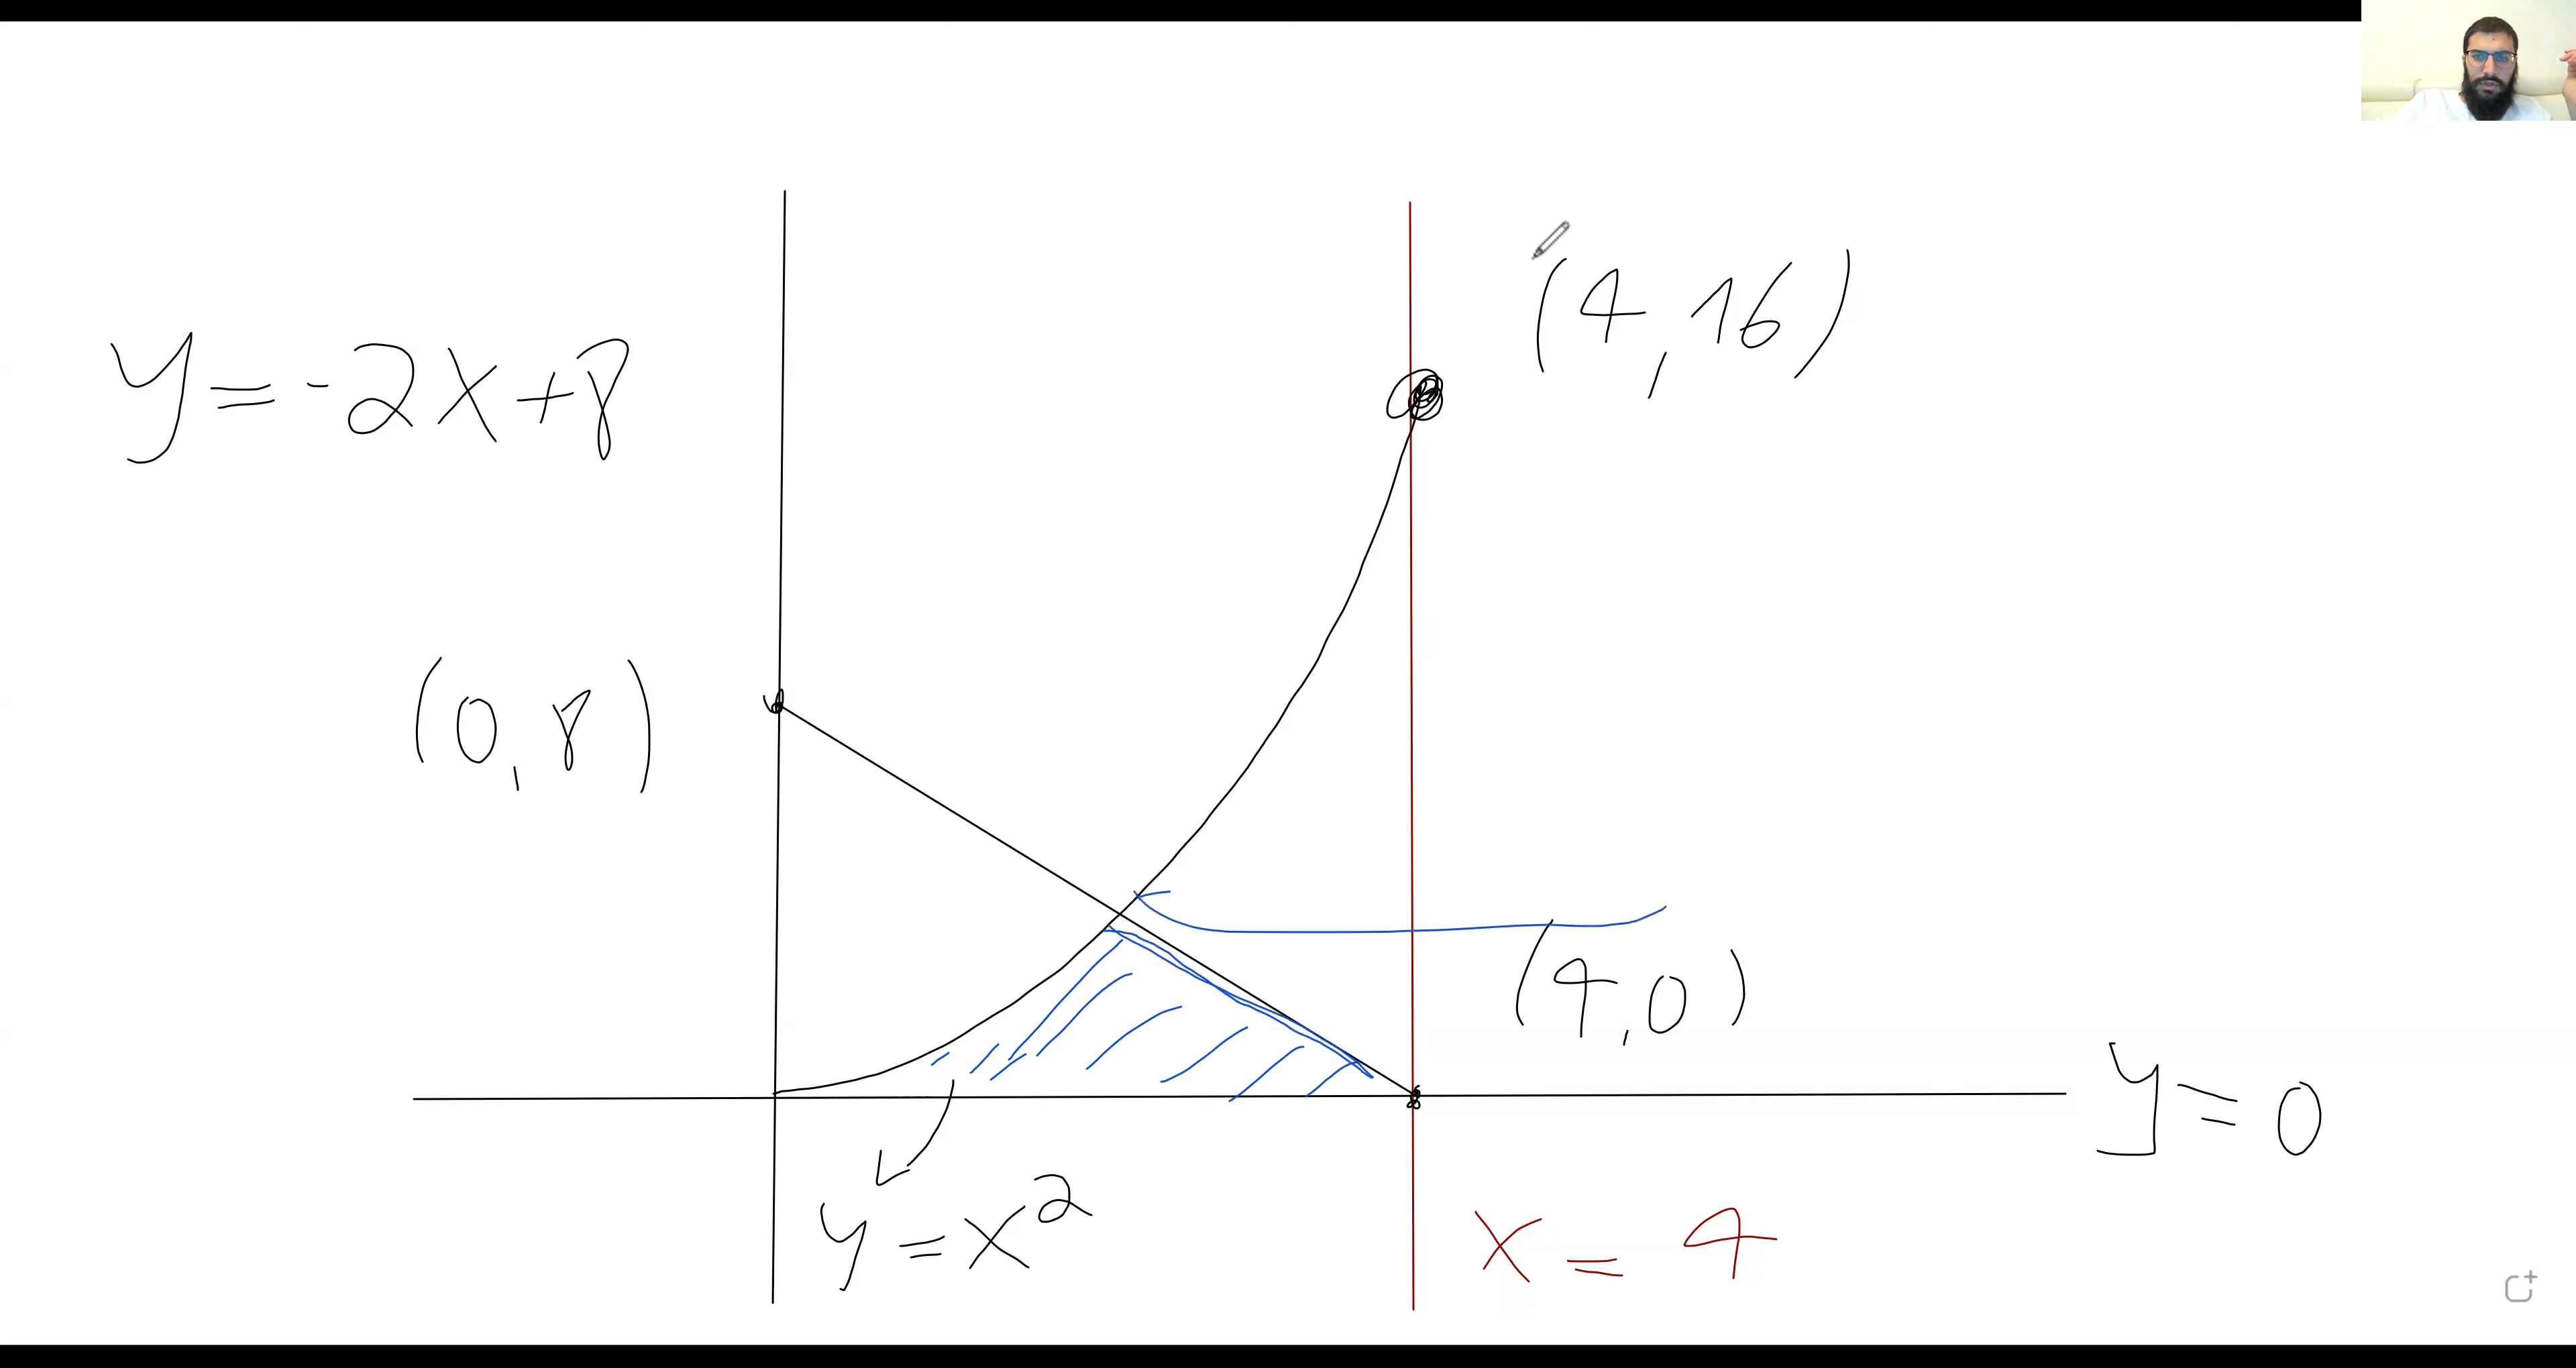 (4,16)
y=-2x+8
(0,8)
(4,0)
y=0
y=x²
x=4